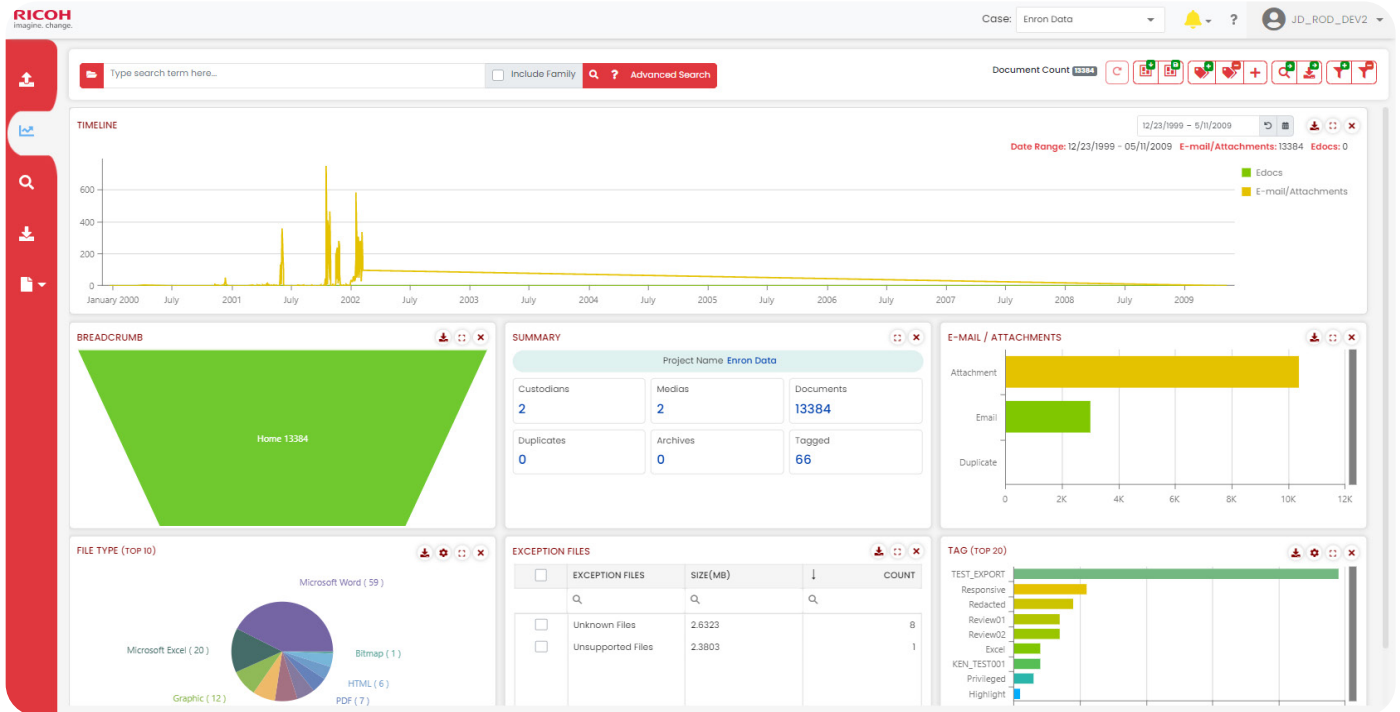 RICOH
imagine. change.
Case: Enron Data
? JD_ROD_DEV2
Type search term here...
Include Family
? Advanced Search
Document Count 13384
TIMELINE
12/23/1999 - 5/11/2009
Date Range: 12/23/1999 - 05/11/2009 E-mail/Attachments: 13384 Edocs: 0
Edocs
E-mail/Attachments
600
400
200
0
January 2000 July 2001 July 2002 July 2003 July 2004 July 2005 July 2006 July 2007 July 2008 July 2009
BREADCRUMB
Home 13384
SUMMARY
Project Name Enron Data
Custodians Medias Documents
2 2 13384
Duplicates Archives Tagged
0 0 66
E-MAIL / ATTACHMENTS
Attachment
Email
Duplicate
0 2K 4K 6K 8K 10K 12K
FILE TYPE (TOP 10)
Microsoft Word ( 59 )
Microsoft Excel ( 20 )
Bitmap ( 1 )
HTML ( 6 )
Graphic ( 12 )
PDF ( 7 )
EXCEPTION FILES
EXCEPTION FILES SIZE(MB) ↓ COUNT
Unknown Files 2.6323 8
Unsupported Files 2.3803 1
TAG (TOP 20)
TEST_EXPORT
Responsive
Redacted
Review01
Review02
Excel
KEN_TEST001
Privileged
Highlight